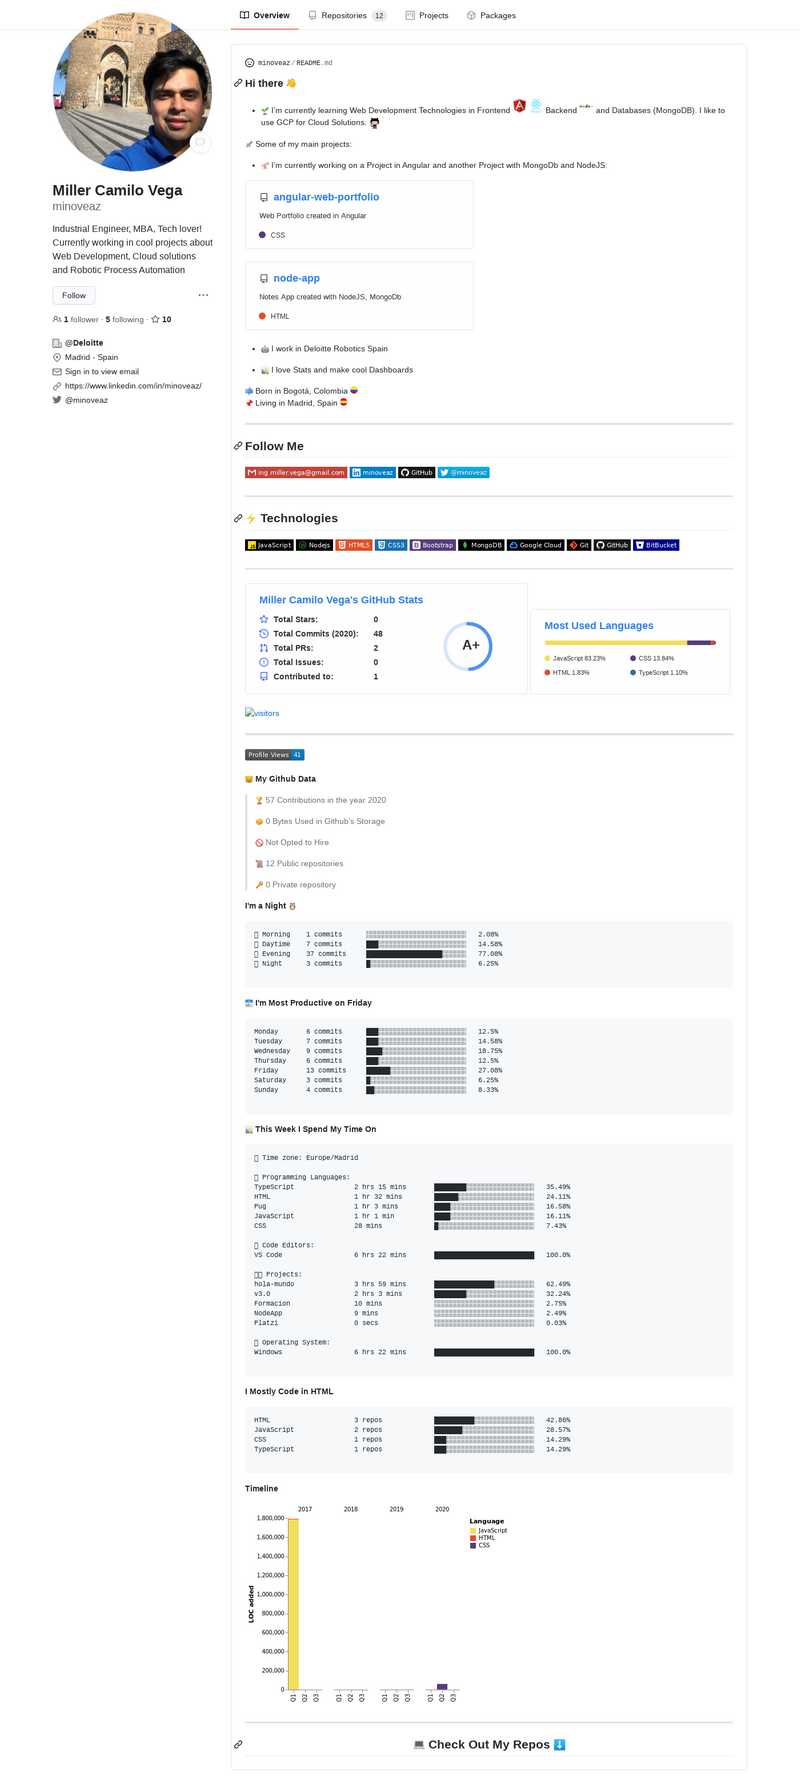 Overview
Repositories 12
Projects
Packages
Miller Camilo Vega
minoveaz
Industrial Engineer, MBA, Tech lover!
Currently working in cool projects about
Web Development, Cloud solutions
and Robotic Process Automation
Follow
1 follower · 5 following · 10
@Deloitte
Madrid - Spain
Sign in to view email
https://www.linkedin.com/in/minoveaz/
@minoveaz
minoveaz/README.md
Hi there 👋
🌱 I'm currently learning Web Development Technologies in Frontend Backend and Databases (MongoDB). I like to
use GCP for Cloud Solutions.
🚀 Some of my main projects:
I'm currently working on a Project in Angular and another Project with MongoDb and NodeJS:
angular-web-portfolio
Web Portfolio created in Angular
CSS
node-app
Notes App created with NodeJS, MongoDb
HTML
🤖 I work in Deloitte Robotics Spain
📊 I love Stats and make cool Dashboards
📫 Born in Bogotá, Colombia 🇨🇴
📌 Living in Madrid, Spain 🇪🇸
Follow Me
ing.miller.vega@gmail.com minoveaz GitHub @minoveaz
⚡ Technologies
JavaScript Nodejs HTML5 CSS3 Bootstrap MongoDB Google Cloud Git GitHub BitBucket
Miller Camilo Vega's GitHub Stats
Total Stars: 0
Total Commits (2020): 48
Total PRs: 2
Total Issues: 0
Contributed to: 1
A+
Most Used Languages
JavaScript 83.23% CSS 13.84%
HTML 1.83% TypeScript 1.10%
visitors
Profile Views 41
🐱 My Github Data
🏆 57 Contributions in the year 2020
📦 0 Bytes Used in Github's Storage
🚫 Not Opted to Hire
📜 12 Public repositories
🔑 0 Private repository
I'm a Night 🦉
Morning 1 commits 2.08%
Daytime 7 commits 14.58%
Evening 37 commits 77.08%
Night 3 commits 6.25%
📅 I'm Most Productive on Friday
Monday 6 commits 12.5%
Tuesday 7 commits 14.58%
Wednesday 9 commits 18.75%
Thursday 6 commits 12.5%
Friday 13 commits 27.08%
Saturday 3 commits 6.25%
Sunday 4 commits 8.33%
📊 This Week I Spend My Time On
Time zone: Europe/Madrid
Programming Languages:
TypeScript 2 hrs 15 mins 35.49%
HTML 1 hr 32 mins 24.11%
Pug 1 hr 3 mins 16.58%
JavaScript 1 hr 1 min 16.11%
CSS 28 mins 7.43%
Code Editors:
VS Code 6 hrs 22 mins 100.0%
Projects:
hola-mundo 3 hrs 59 mins 62.49%
v3.0 2 hrs 3 mins 32.24%
Formacion 10 mins 2.75%
NodeApp 9 mins 2.49%
Platzi 0 secs 0.03%
Operating System:
Windows 6 hrs 22 mins 100.0%
I Mostly Code in HTML
HTML 3 repos 42.86%
JavaScript 2 repos 28.57%
CSS 1 repos 14.29%
TypeScript 1 repos 14.29%
Timeline
2017 2018 2019 2020
Language
JavaScript
HTML
CSS
LOC added
1,800,000
1,600,000
1,400,000
1,200,000
1,000,000
800,000
600,000
400,000
200,000
0
Q1 Q2 Q3 Q1 Q2 Q3 Q1 Q2 Q3 Q1 Q2 Q3
💻 Check Out My Repos ⬇️